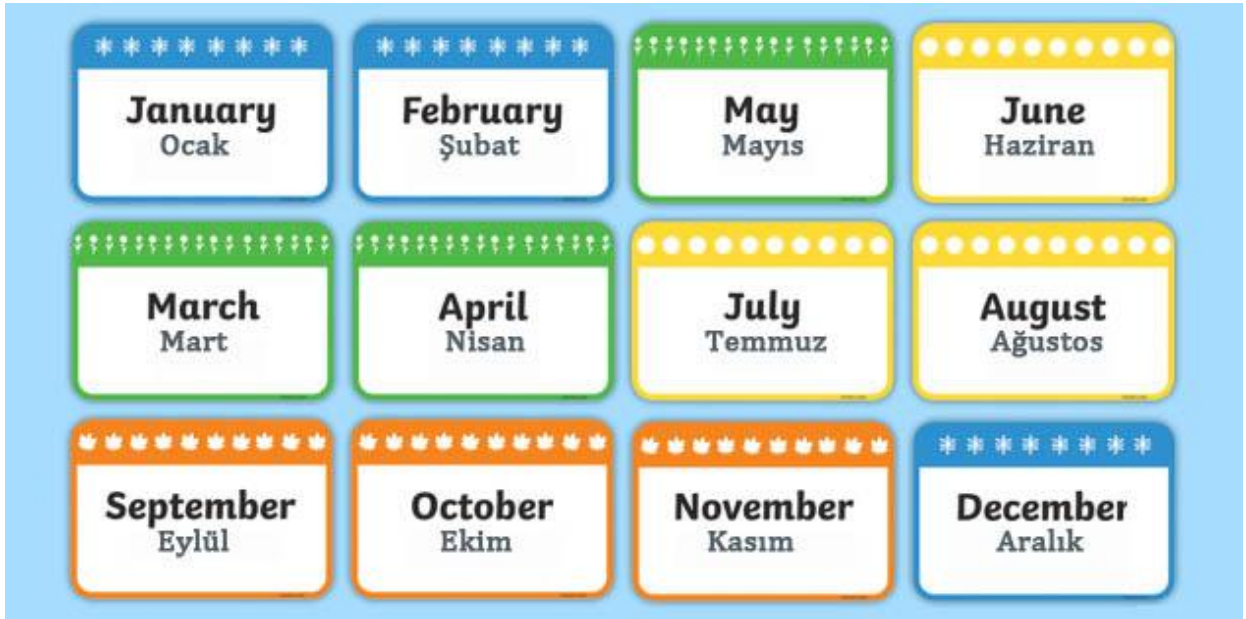 January
Ocak
February
Şubat
May
Mayıs
June
Haziran
March
Mart
April
Nisan
July
Temmuz
August
Ağustos
September
Eylül
October
Ekim
November
Kasım
December
Aralık